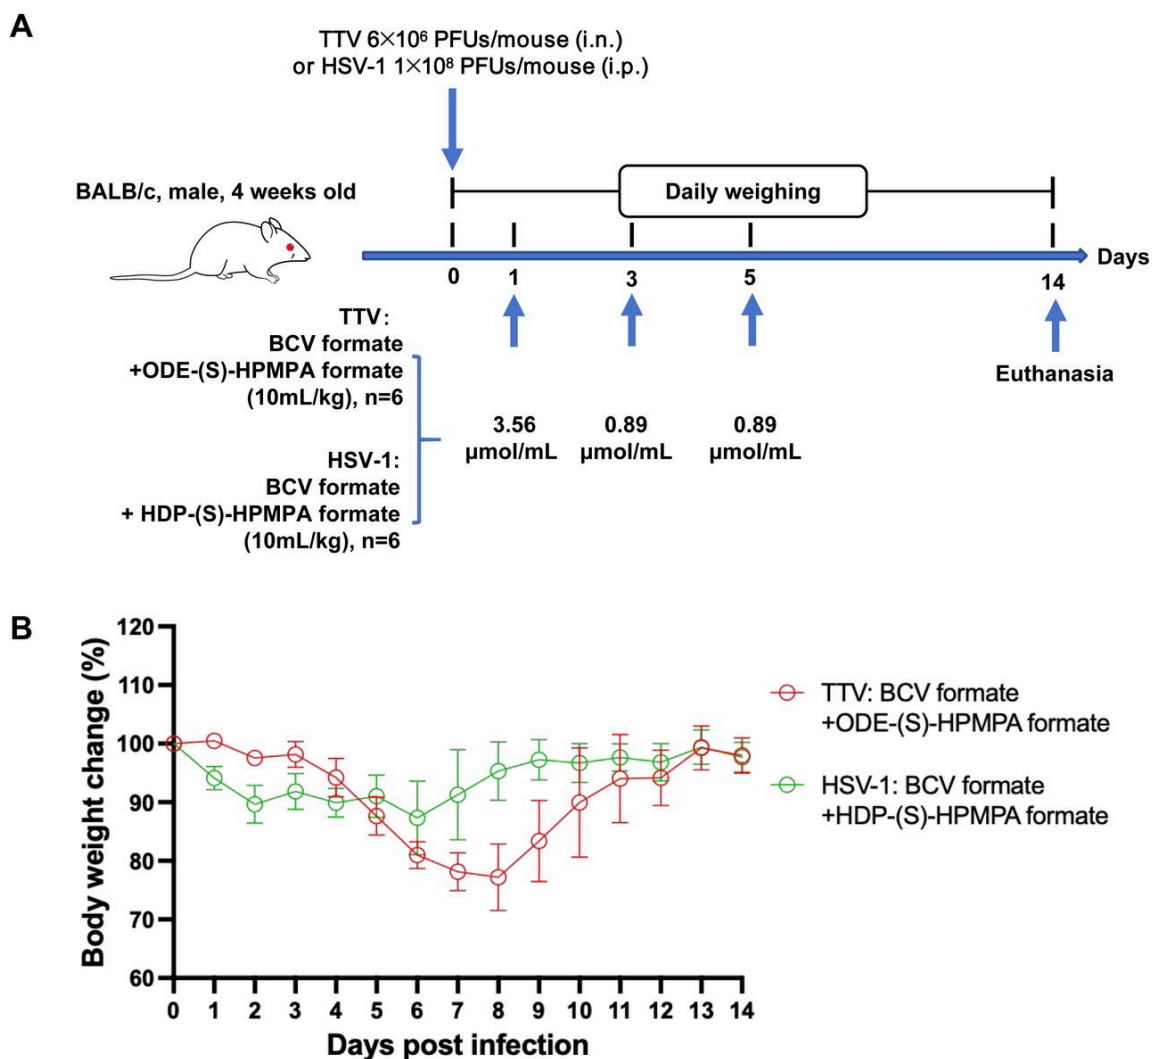 A
TTV 6×10⁶ PFUs/mouse (i.n.)
or HSV-1 1×10⁸ PFUs/mouse (i.p.)
BALB/c, male, 4 weeks old
Daily weighing
Days
0 1 3 5 14
TTV:
BCV formate
+ODE-(S)-HPMPA formate
(10mL/kg), n=6
HSV-1:
BCV formate
+ HDP-(S)-HPMPA formate
(10mL/kg), n=6
3.56
µmol/mL
0.89
µmol/mL
0.89
µmol/mL
Euthanasia
B
Body weight change (%)
120
110
100
90
80
70
60
0 1 2 3 4 5 6 7 8 9 10 11 12 13 14
Days post infection
TTV: BCV formate
+ODE-(S)-HPMPA formate
HSV-1: BCV formate
+HDP-(S)-HPMPA formate